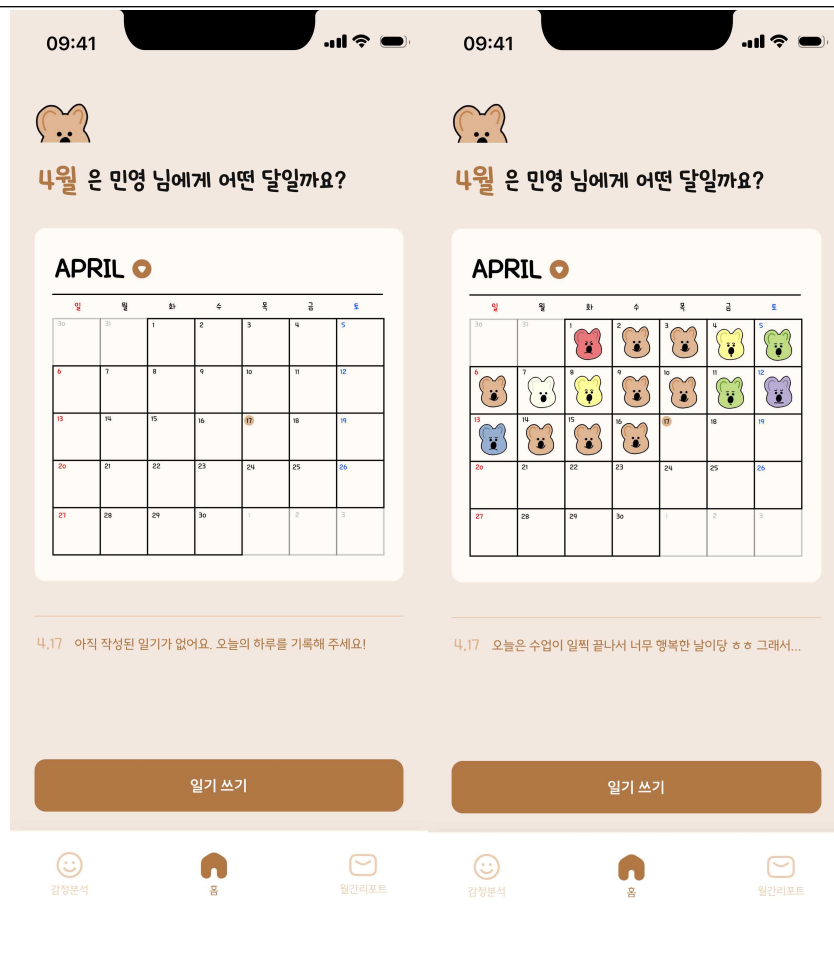 09:41
4월 은 민영 님에게 어떤 달일까요?
APRIL
일 월 화 수 목 금 토
30 31 1 2 3 4 5
6 7 8 9 10 11 12
13 14 15 16 17 18 19
20 21 22 23 24 25 26
27 28 29 30 1 2 3
4.17 아직 작성된 일기가 없어요. 오늘의 하루를 기록해 주세요!
일기 쓰기
감정분석 홈 월간리포트
09:41
4월 은 민영 님에게 어떤 달일까요?
APRIL
일 월 화 수 목 금 토
30 31 1 2 3 4 5
6 7 8 9 10 11 12
13 14 15 16 17 18 19
20 21 22 23 24 25 26
27 28 29 30 1 2 3
4.17 오늘은 수업이 일찍 끝나서 너무 행복한 날이당 ㅎㅎ 그래서...
일기 쓰기
감정분석 홈 월간리포트